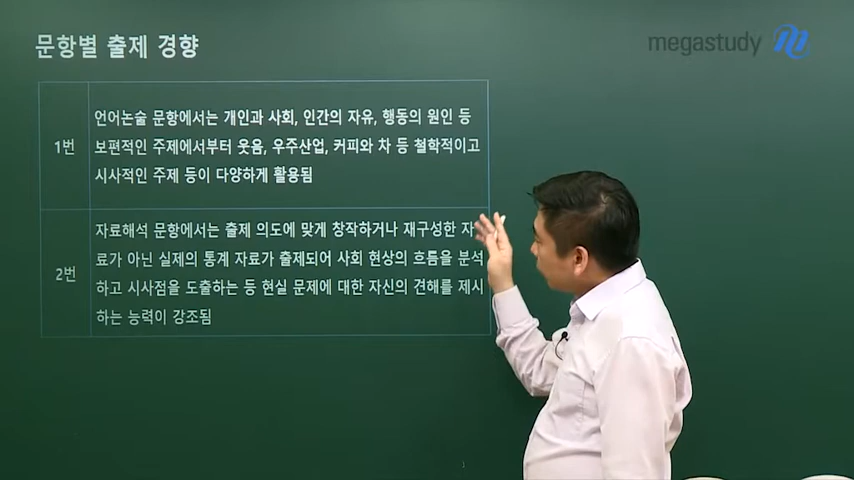 문항별 출제 경향
megastudy
1번
언어논술 문항에서는 개인과 사회, 인간의 자유, 행동의 원인 등
보편적인 주제에서부터 웃음, 우주산업, 커피와 차 등 철학적이고
시사적인 주제 등이 다양하게 활용됨
2번
자료해석 문항에서는 출제 의도에 맞게 창작하거나 재구성한 자
료가 아닌 실제의 통계 자료가 출제되어 사회 현상의 흐름을 분석
하고 시사점을 도출하는 등 현실 문제에 대한 자신의 견해를 제시
하는 능력이 강조됨